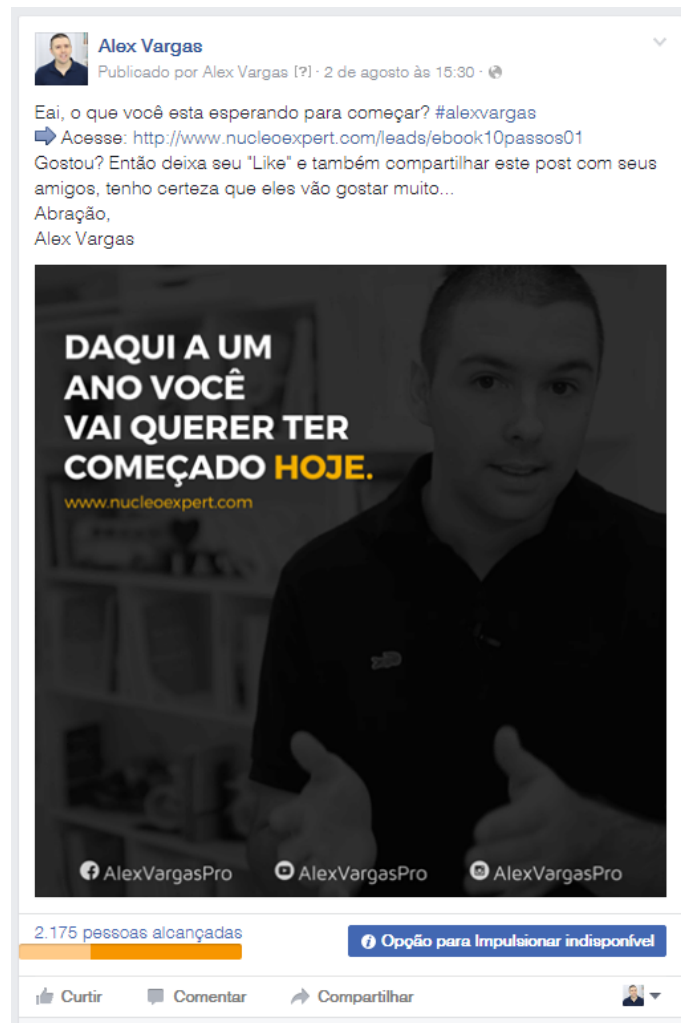 Alex Vargas
Publicado por Alex Vargas [?] · 2 de agosto às 15:30 ·
Eai, o que você esta esperando para começar? #alexvargas
Acesse: http://www.nucleoexpert.com/leads/ebook10passos01
Gostou? Então deixa seu "Like" e também compartilhar este post com seus
amigos, tenho certeza que eles vão gostar muito...
Abração,
Alex Vargas
DAQUI A UM
ANO VOCÊ
VAI QUERER TER
COMEÇADO HOJE.
www.nucleoexpert.com
AlexVargasPro AlexVargasPro AlexVargasPro
2.175 pessoas alcançadas Opção para Impulsionar indisponível
Curtir Comentar Compartilhar